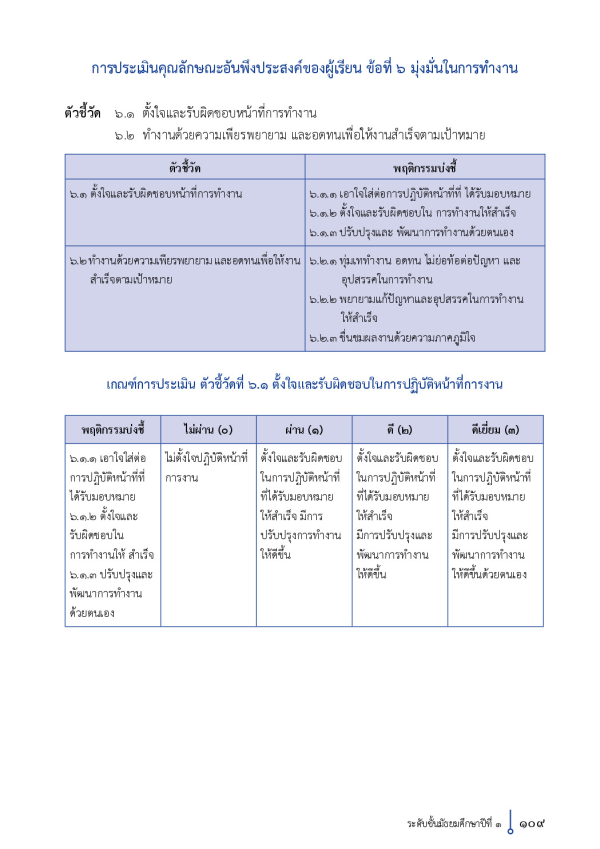 การประเมินคุณลักษณะอันพึงประสงค์ของผู้เรียน ข้อที่ ๖ มุ่งมั่นในการทำงาน
ตัวชี้วัด ๖.๑ ตั้งใจและรับผิดชอบหน้าที่การทำงาน
๖.๒ ทำงานด้วยความเพียรพยายาม และอดทนเพื่อให้งานสำเร็จตามเป้าหมาย
ตัวชี้วัด พฤติกรรมบ่งชี้
๖.๑ ตั้งใจและรับผิดชอบหน้าที่การทำงาน
๖.๑.๑ เอาใจใส่ต่อการปฏิบัติหน้าที่ที่ ได้รับมอบหมาย
๖.๑.๒ ตั้งใจและรับผิดชอบใน การทำงานให้สำเร็จ
๖.๑.๓ ปรับปรุงและ พัฒนาการทำงานด้วยตนเอง
๖.๒ ทำงานด้วยความเพียรพยายาม และอดทนเพื่อให้งาน
สำเร็จตามเป้าหมาย
๖.๒.๑ ทุ่มเททำงาน อดทน ไม่ย่อท้อต่อปัญหา และ
อุปสรรคในการทำงาน
๖.๒.๒ พยายามแก้ปัญหาและอุปสรรคในการทำงาน
ให้สำเร็จ
๖.๒.๓ ชื่นชมผลงานด้วยความภาคภูมิใจ
เกณฑ์การประเมิน ตัวชี้วัดที่ ๖.๑ ตั้งใจและรับผิดชอบในการปฏิบัติหน้าที่การงาน
พฤติกรรมบ่งชี้ ไม่ผ่าน (๐) ผ่าน (๑) ดี (๒) ดีเยี่ยม (๓)
๖.๑.๑ เอาใจใส่ต่อ
การปฏิบัติหน้าที่ที่
ได้รับมอบหมาย
๖.๑.๒ ตั้งใจและ
รับผิดชอบใน
การทำงานให้ สำเร็จ
๖.๑.๓ ปรับปรุงและ
พัฒนาการทำงาน
ด้วยตนเอง
ไม่ตั้งใจปฏิบัติหน้าที่
การงาน
ตั้งใจและรับผิดชอบ
ในการปฏิบัติหน้าที่
ที่ได้รับมอบหมาย
ให้สำเร็จ มีการ
ปรับปรุงการทำงาน
ให้ดีขึ้น
ตั้งใจและรับผิดชอบ
ในการปฏิบัติหน้าที่
ที่ได้รับมอบหมาย
ให้สำเร็จ
มีการปรับปรุงและ
พัฒนาการทำงาน
ให้ดีขึ้น
ตั้งใจและรับผิดชอบ
ในการปฏิบัติหน้าที่
ที่ได้รับมอบหมาย
ให้สำเร็จ
มีการปรับปรุงและ
พัฒนาการทำงาน
ให้ดีขึ้นด้วยตนเอง
ระดับชั้นมัธยมศึกษาปีที่ ๑ ๑๐๙